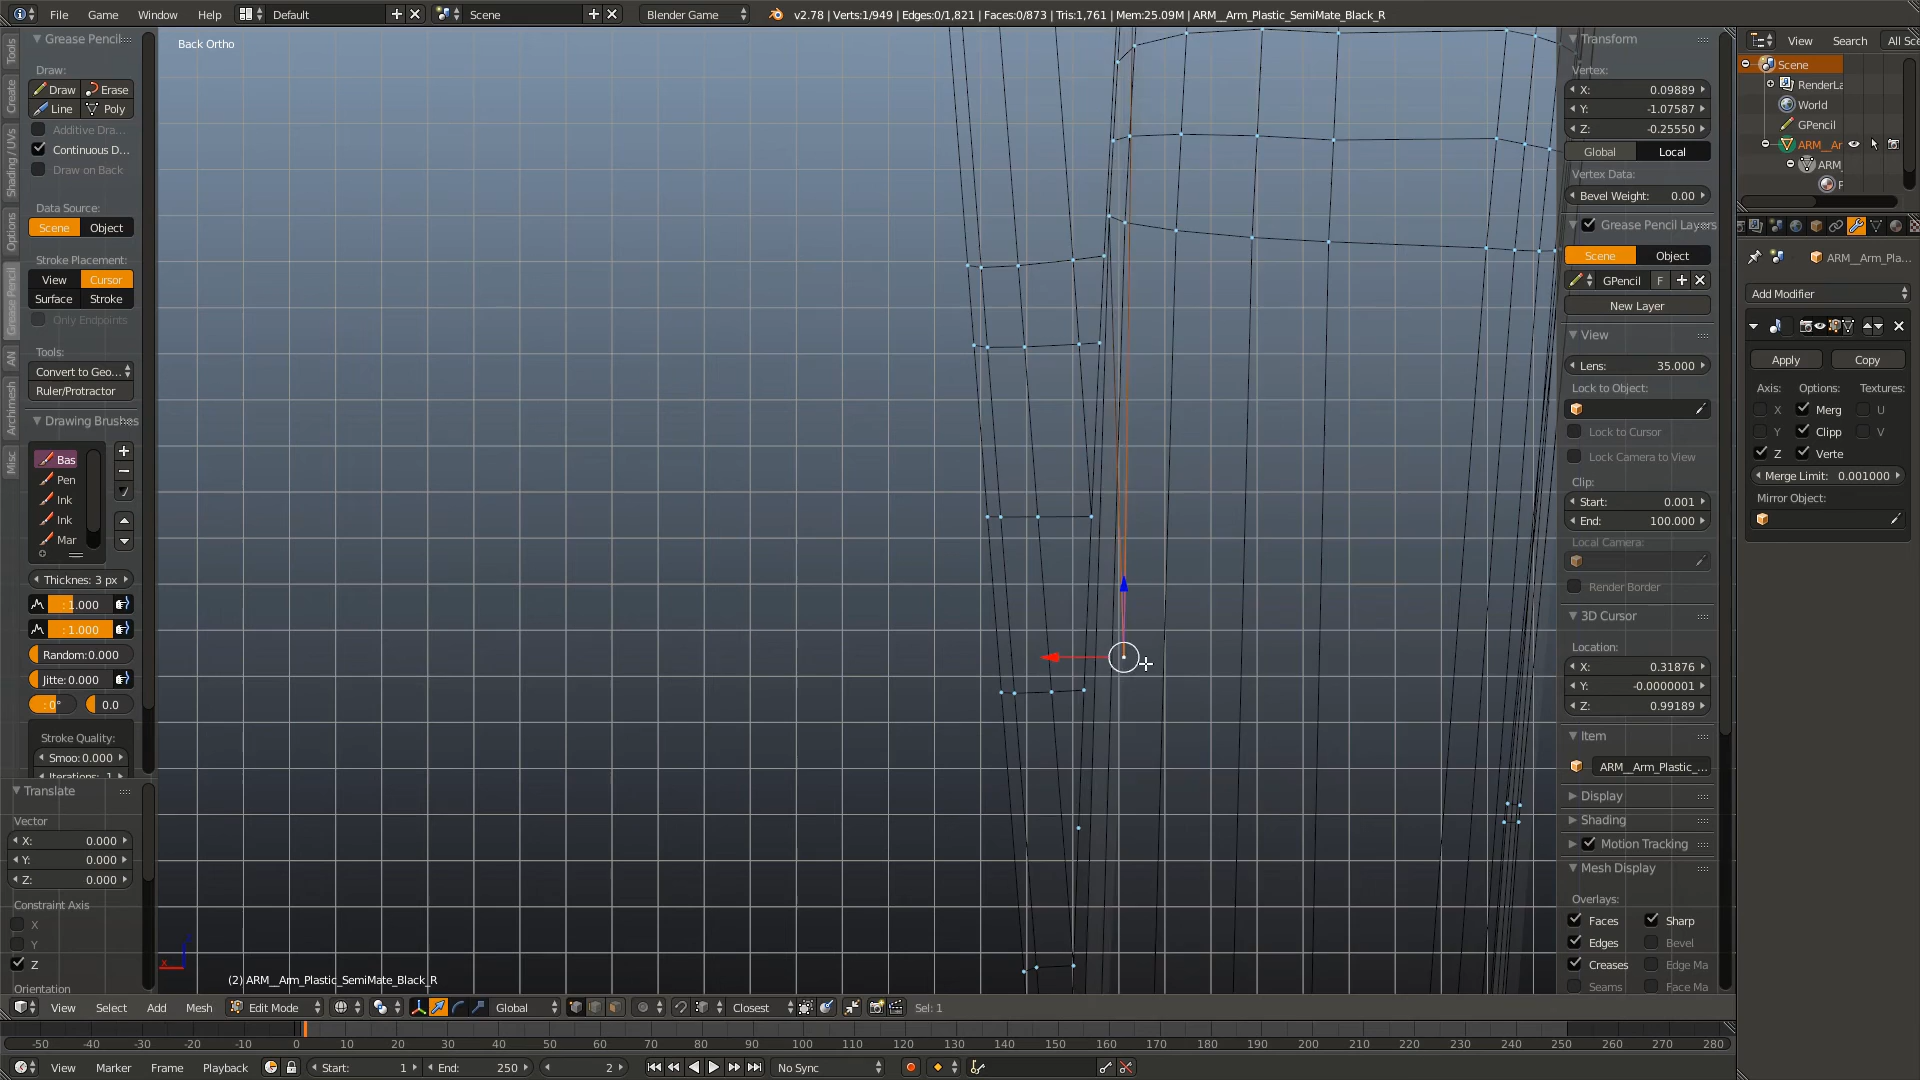 File Game Window Help Default Scene Blender Game v2.78 | Verts:1/949 | Edges:0/1,821 | Faces:0/873 | Tris:1,761 | Mem:25.09M | ARM__Arm_Plastic_SemiMate_Black_R
Tools
Create
Shading / UVs
Options
Grease Pencil
AN
Archimesh
Misc
Grease Pencil
Draw:
Draw Erase
Line Poly
Additive Dra...
Continuous D...
Draw on Back
Data Source:
Scene Object
Stroke Placement:
View Cursor
Surface Stroke
Only Endpoints
Tools:
Convert to Geo...
Ruler/Protractor
Drawing Brushes
Bas
Pen
Ink
Ink
Mar
Thicknes: 3 px
: 1.000
: 1.000
Random:0.000
Jitte: 0.000
: 0° 0.0
Stroke Quality:
Smoo: 0.000
Iterations: 1
Translate
Vector
X: 0.000
Y: 0.000
Z: 0.000
Constraint Axis
X
Y
Z
Orientation
Back Ortho
x
(2) ARM__Arm_Plastic_SemiMate_Black_R
Transform
Vertex:
X: 0.09889
Y: -1.07587
Z: -0.25550
Global Local
Vertex Data:
Bevel Weight: 0.00
Grease Pencil Layers
Scene Object
GPencil F
New Layer
View
Lens: 35.000
Lock to Object:
Lock to Cursor
Lock Camera to View
Clip:
Start: 0.001
End: 100.000
Local Camera:
Render Border
3D Cursor
Location:
X: 0.31876
Y: -0.0000001
Z: 0.99189
Item
ARM__Arm_Plastic_...
Display
Shading
Motion Tracking
Mesh Display
Overlays:
Faces Sharp
Edges Bevel
Creases Edge Ma
Seams Face Ma
View Search All Sc
Scene
RenderLa
World
GPencil
ARM__Ar
ARM_
ARM__Arm_Pla...
Add Modifier
Apply Copy
Axis: Options: Textures:
X Merg U
Y Clipp V
Z Verte
Merge Limit: 0.001000
Mirror Object:
View Select Add Mesh Edit Mode Global Closest Sel: 1
-50 -40 -30 -20 -10 0 10 20 30 40 50 60 70 80 90 100 110 120 130 140 150 160 170 180 190 200 210 220 230 240 250 260 270 280
View Marker Frame Playback Start: 1 End: 250 2 No Sync